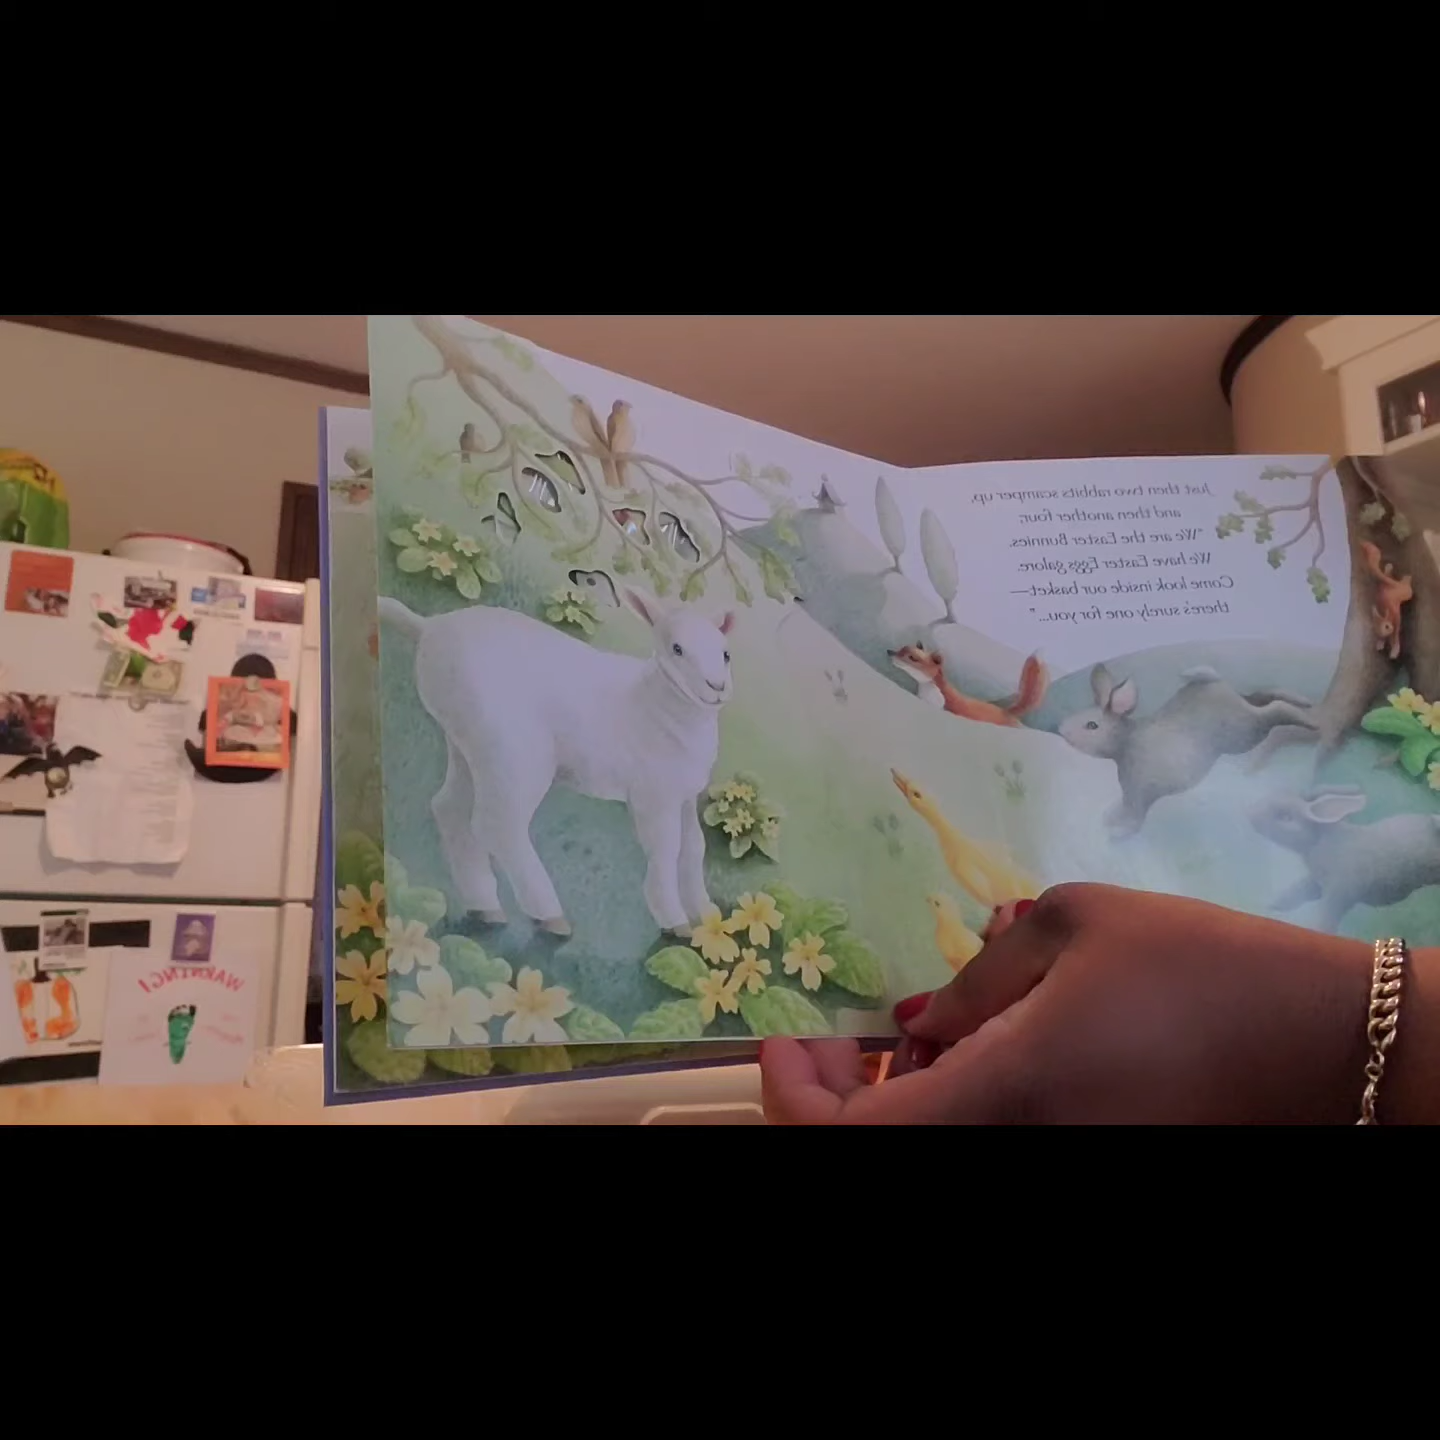 Just then two rabbits scamper up,
and then another four.
"We are the Easter Bunnies.
We have Easter Eggs galore.
Come look inside our basket—
there's surely one for you..."
WARNING!